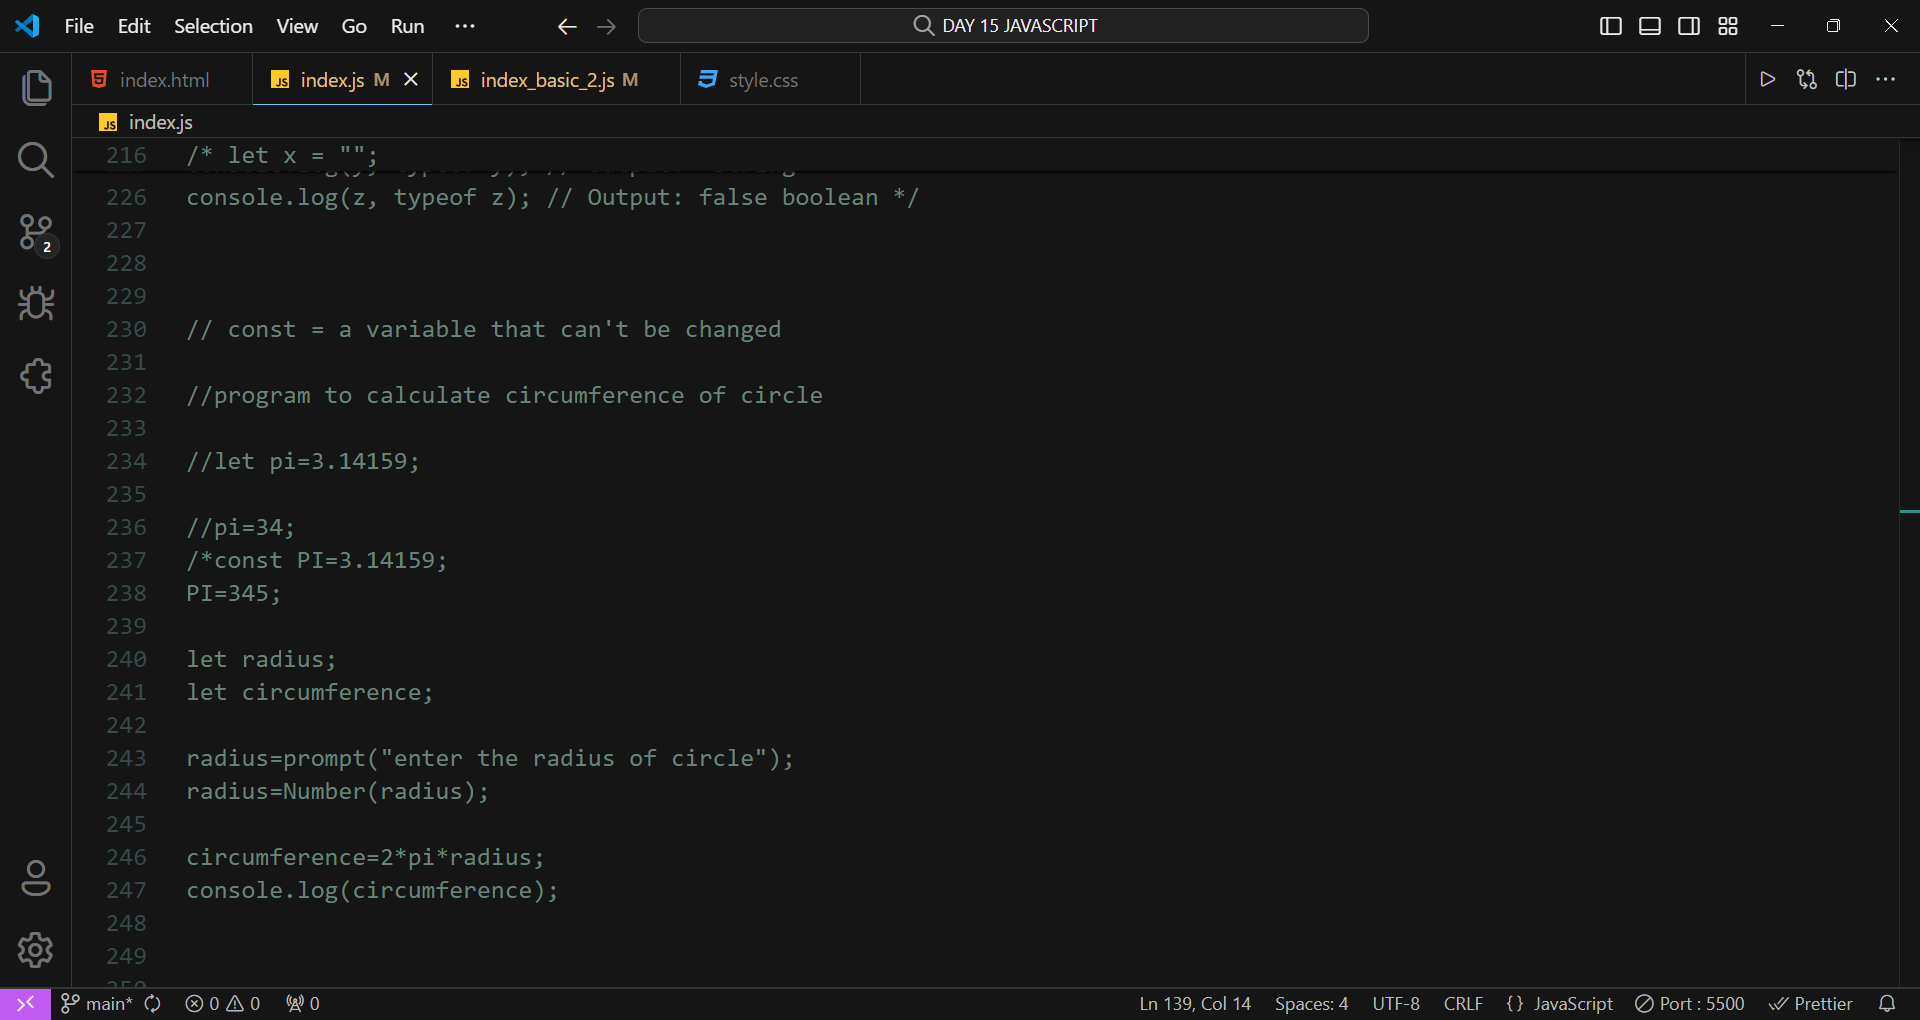 File Edit Selection View Go Run ··· DAY 15 JAVASCRIPT
index.html index.js M index_basic_2.js M style.css
index.js
216 /* let x = "";
226 console.log(z, typeof z); // Output: false boolean */
227
228
229
230 // const = a variable that can't be changed
231
232 //program to calculate circumference of circle
233
234 //let pi=3.14159;
235
236 //pi=34;
237 /*const PI=3.14159;
238 PI=345;
239
240 let radius;
241 let circumference;
242
243 radius=prompt("enter the radius of circle");
244 radius=Number(radius);
245
246 circumference=2*pi*radius;
247 console.log(circumference);
248
249
2
main* 0 0 0 Ln 139, Col 14 Spaces: 4 UTF-8 CRLF {} JavaScript Port : 5500 Prettier